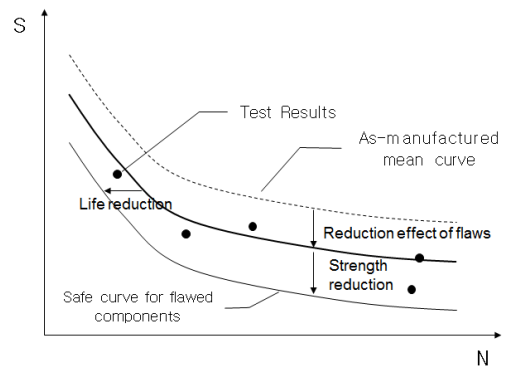 S
Test Results
As-manufactured
mean curve
Life reduction
Reduction effect of flaws
Strength
reduction
Safe curve for flawed
components
N